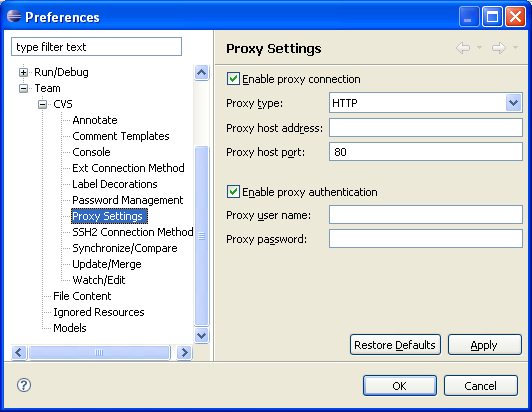 Preferences
type filter text
Run/Debug
Team
CVS
Annotate
Comment Templates
Console
Ext Connection Method
Label Decorations
Password Management
Proxy Settings
SSH2 Connection Method
Synchronize/Compare
Update/Merge
Watch/Edit
File Content
Ignored Resources
Models
Proxy Settings
Enable proxy connection
Proxy type: HTTP
Proxy host address:
Proxy host port: 80
Enable proxy authentication
Proxy user name:
Proxy password:
Restore Defaults Apply
? OK Cancel